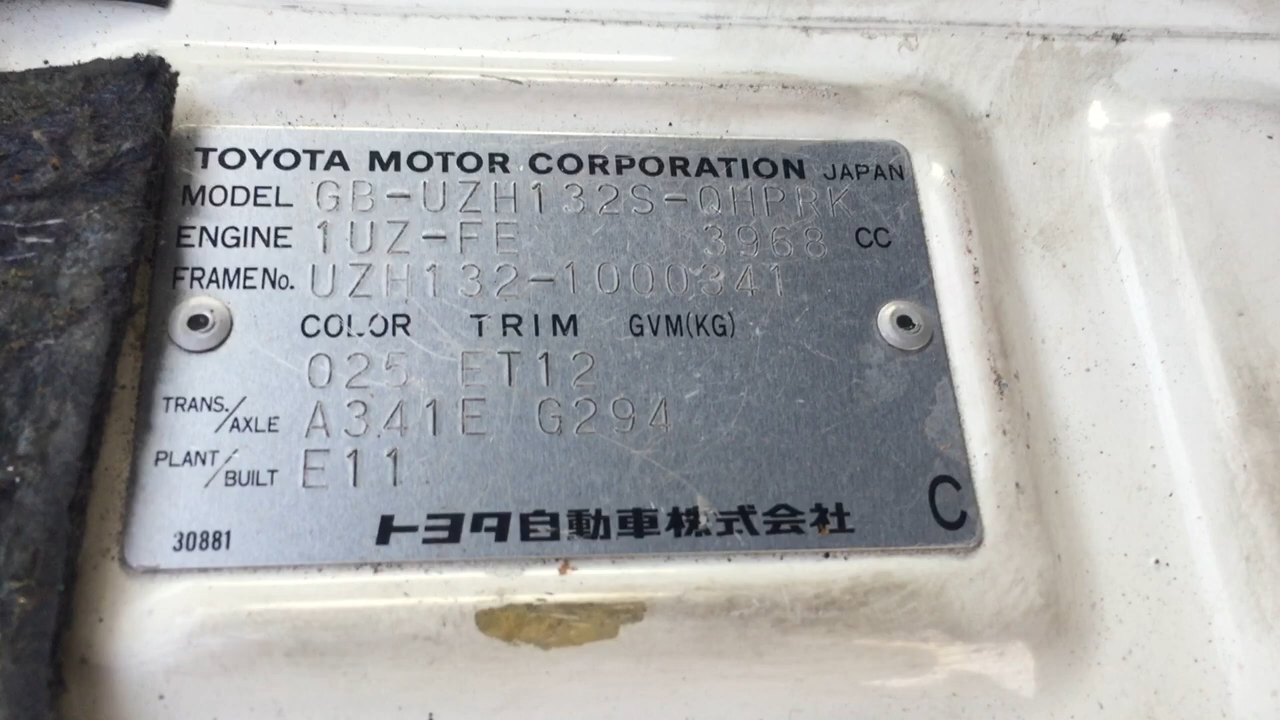 TOYOTA MOTOR CORPORATION JAPAN
MODEL GB-UZH132S-QHPRK
ENGINE 1UZ-FE 3968 CC
FRAME No. UZH132-1000341
COLOR TRIM GVM(KG)
025 ET12
TRANS./AXLE A341E G294
PLANT/BUILT E11
トヨタ自動車株式会社 C
30881